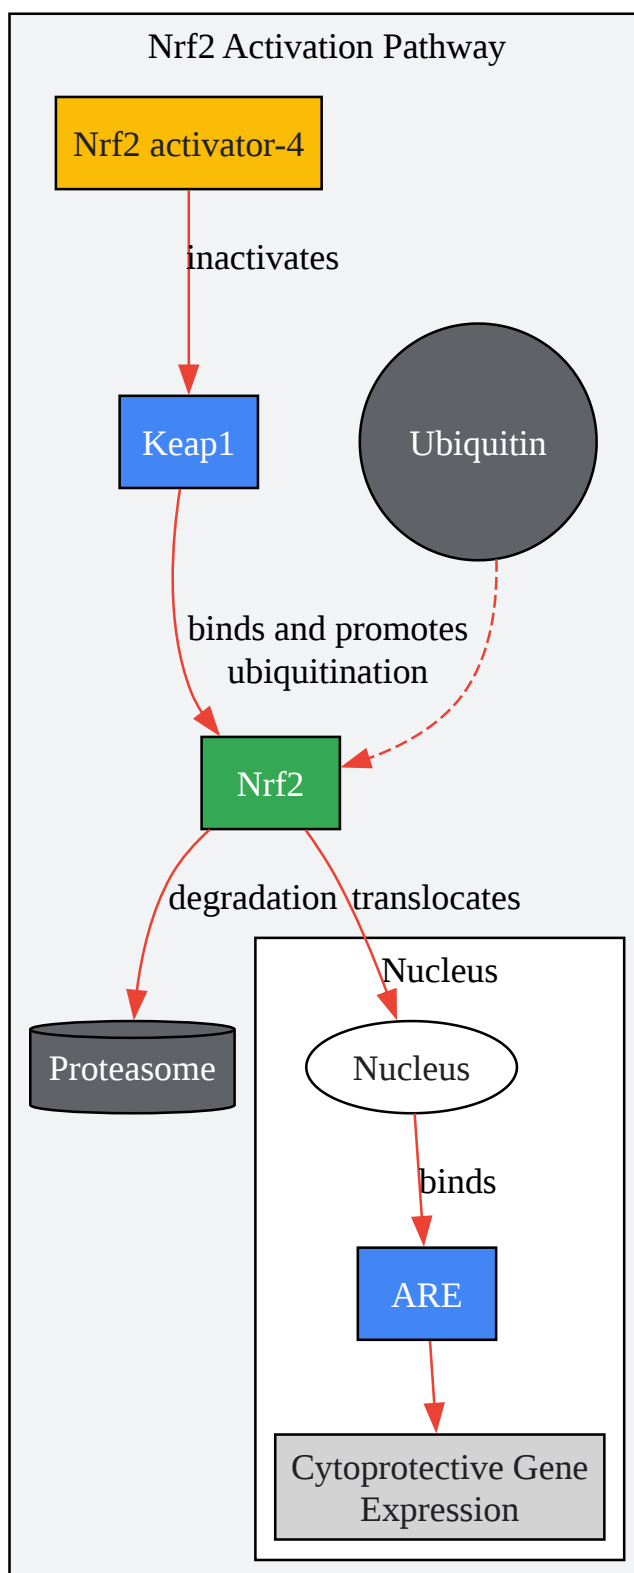 Nrf2 Activation Pathway
Nrf2 activator-4
inactivates
Keap1
Ubiquitin
binds and promotes
ubiquitination
Nrf2
degradation
translocates
Nucleus
Proteasome
Nucleus
binds
ARE
Cytoprotective Gene
Expression